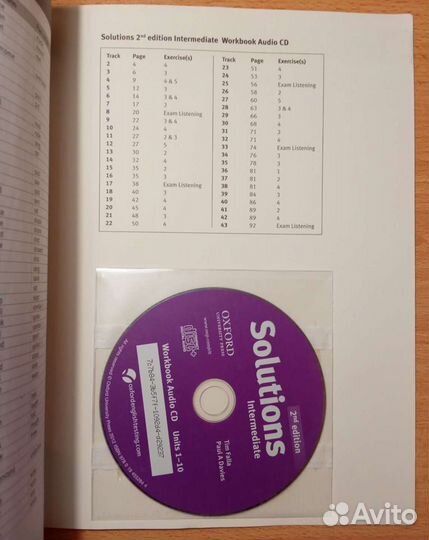 Solutions 2nd edition Intermediate Workbook Audio CD
Track Page Exercise(s)
2 4 4
3 6 3
4 9 4 & 5
5 12 3
6 14 3 & 4
7 17 2
8 20 Exam Listening
9 22 3 & 4
10 24 4
11 27 2 & 3
12 27 5
13 30 2
14 32 4
15 35 2
16 35 3
17 38 Exam Listening
18 40 3
19 42 4
20 45 4
21 48 3
22 50 4
Track Page Exercise(s)
23 51 4
24 53 3
25 56 Exam Listening
26 58 2
27 60 5
28 63 3 & 4
29 66 3
30 68 4
31 71 2
32 71 4
33 74 Exam Listening
34 76 3
35 78 3
36 81 1
37 81 2
38 81 4
39 84 3
40 86 4
41 89 2
42 89 4
43 92 Exam Listening
Solutions
2nd edition
Intermediate
Tim Falla
Paul A Davies
OXFORD
UNIVERSITY PRESS
Workbook Audio CD Units 1–10
oxfordenglishtesting.com
Avito